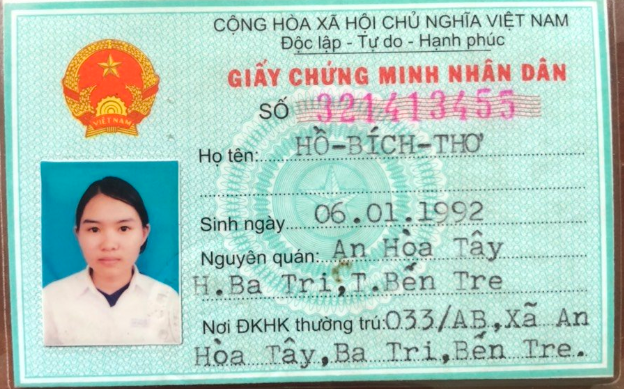 CỘNG HÒA XÃ HỘI CHỦ NGHĨA VIỆT NAM
Độc lập - Tự do - Hạnh phúc
GIẤY CHỨNG MINH NHÂN DÂN
SỐ 321413455
Họ tên: HỒ-BÍCH-THƠ
Sinh ngày 06.01.1992
Nguyên quán: An Hòa Tây
H.Ba Tri,T.Bến Tre
Nơi ĐKHK thường trú: 033/AB,Xã An
Hòa Tây,Ba Tri,Bến Tre.
VIỆT NAM